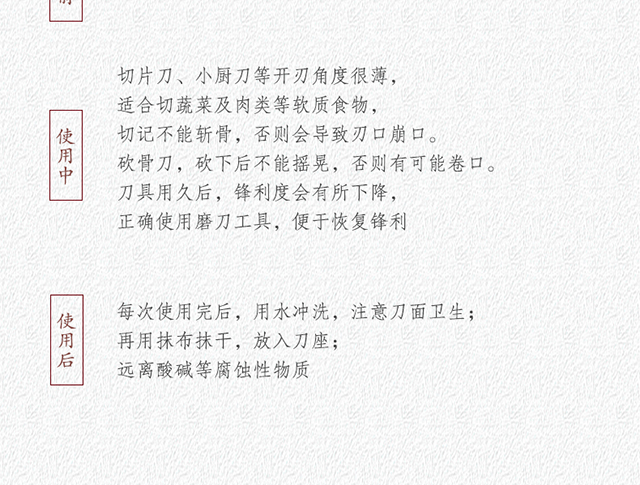 使用中
切片刀、小厨刀等开刃角度很薄，
适合切蔬菜及肉类等软质食物，
切记不能斩骨，否则会导致刃口崩口。
砍骨刀，砍下后不能摇晃，否则有可能卷口。
刀具用久后，锋利度会有所下降，
正确使用磨刀工具，便于恢复锋利
使用后
每次使用完后，用水冲洗，注意刀面卫生；
再用抹布抹干，放入刀座；
远离酸碱等腐蚀性物质